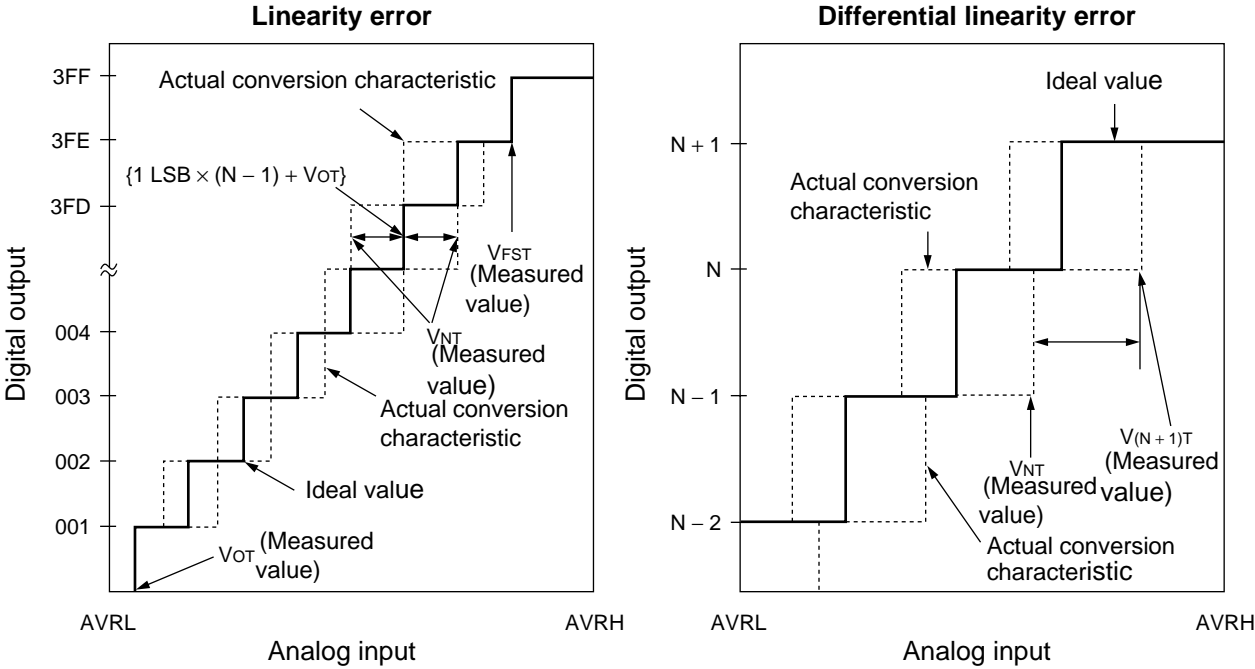 Linearity error
3FF
3FE
3FD
004
003
002
001
Digital output
Actual conversion characteristic
{1 LSB × (N − 1) + VOT}
VFST
(Measured
value)
VNT
(Measured
value)
Actual conversion
characteristic
Ideal value
VOT (Measured
value)
AVRL
AVRH
Analog input
Differential linearity error
N + 1
N
N − 1
N − 2
Digital output
Ideal value
Actual conversion
characteristic
V(N + 1)T
(Measured
value)
VNT
(Measured
value)
Actual conversion
characteristic
AVRL
AVRH
Analog input